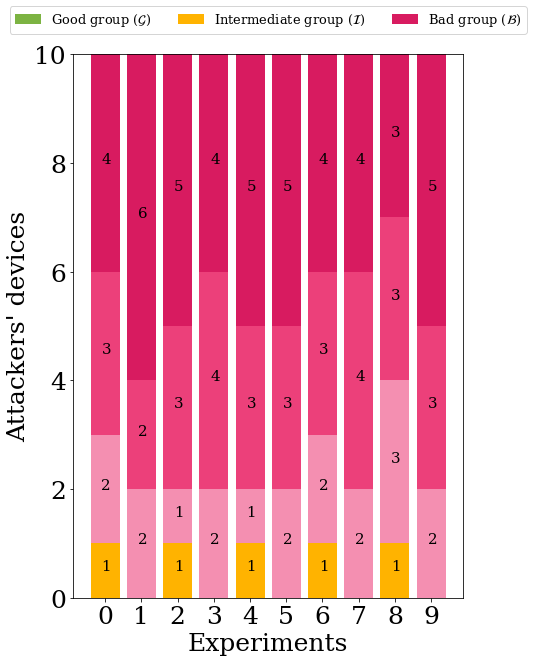 Good group (𝒢) Intermediate group (ℐ) Bad group (ℬ)
10
8
6
4
2
0
Attackers' devices
4 6 5 4 5 5 4 4 3 5
3 2 3 4 3 3 3 4 3 3
2 2 1 2 1 2 2 2 3 2
1 1 1 1 1
0 1 2 3 4 5 6 7 8 9
Experiments